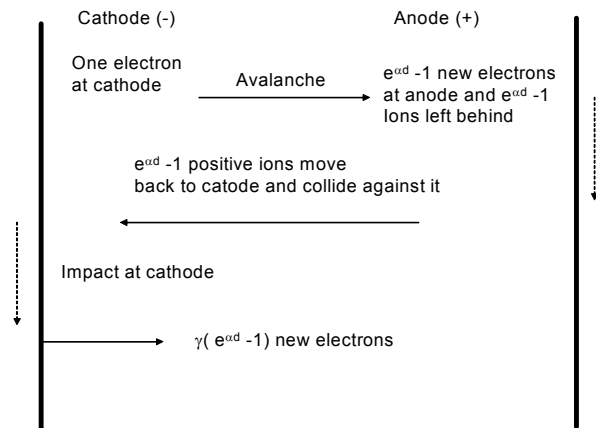 Cathode (-)
Anode (+)
One electron
at cathode
Avalanche
e^αd -1 new electrons
at anode and e^αd -1
Ions left behind
e^αd -1 positive ions move
back to catode and collide against it
Impact at cathode
γ( e^αd -1) new electrons